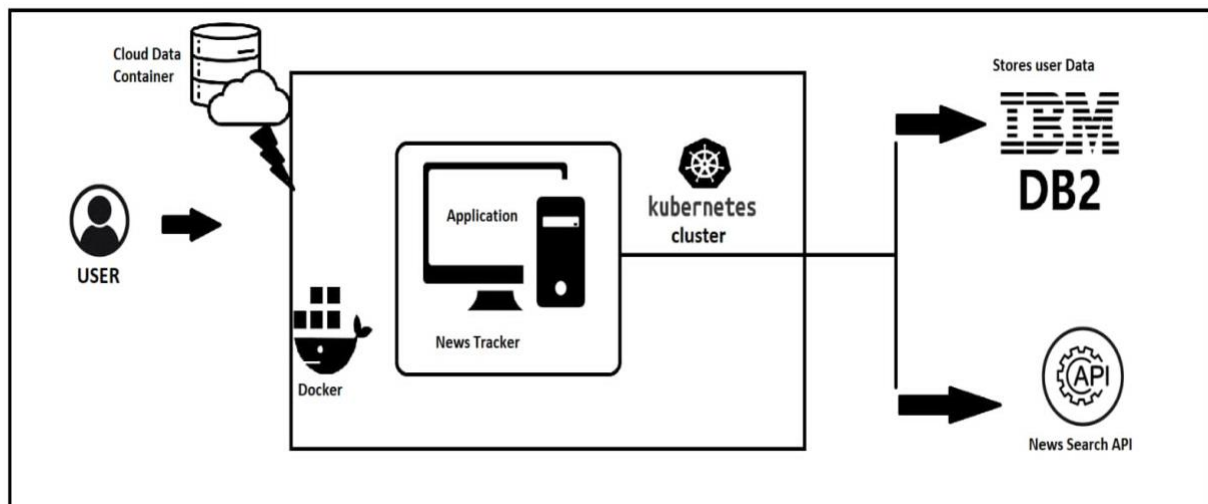 Cloud Data
Container
USER
Application
News Tracker
Docker
kubernetes
cluster
Stores user Data
IBM
DB2
API
News Search API